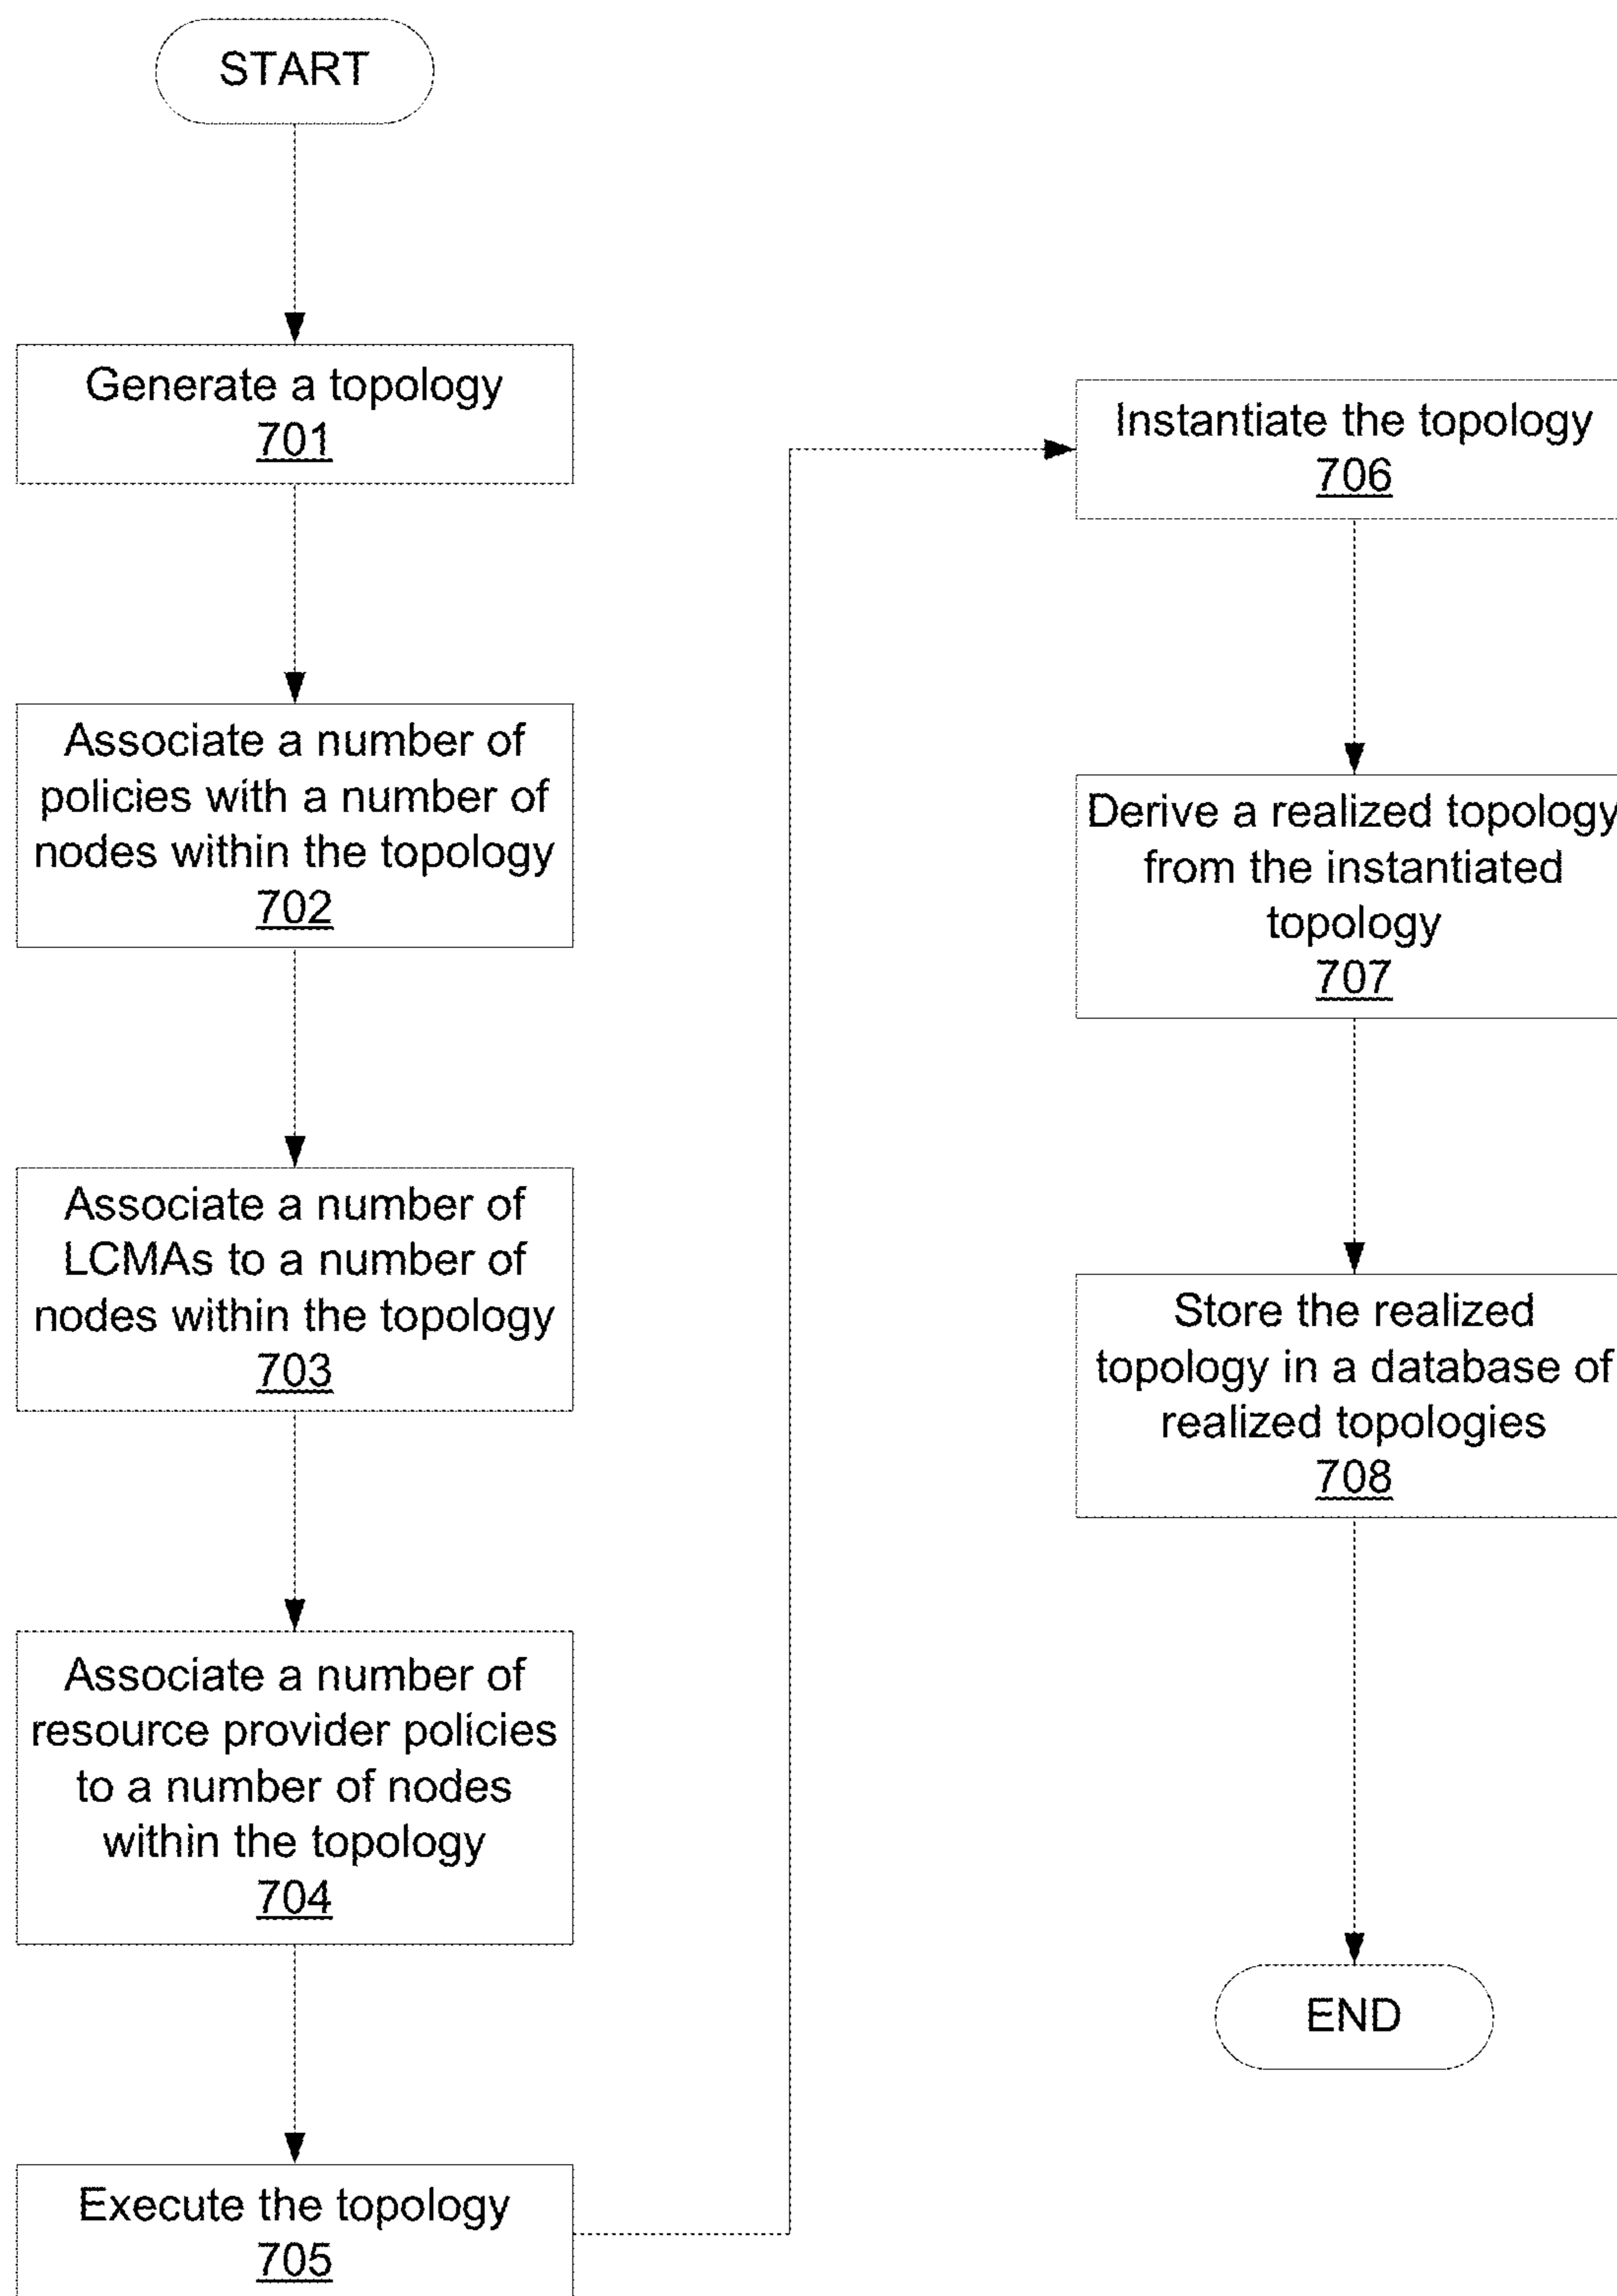 START
Generate a topology
701
Associate a number of
policies with a number of
nodes within the topology
702
Associate a number of
LCMAs to a number of
nodes within the topology
703
Associate a number of
resource provider policies
to a number of nodes
within the topology
704
Execute the topology
705
Instantiate the topology
706
Derive a realized topology
from the instantiated
topology
707
Store the realized
topology in a database of
realized topologies
708
END